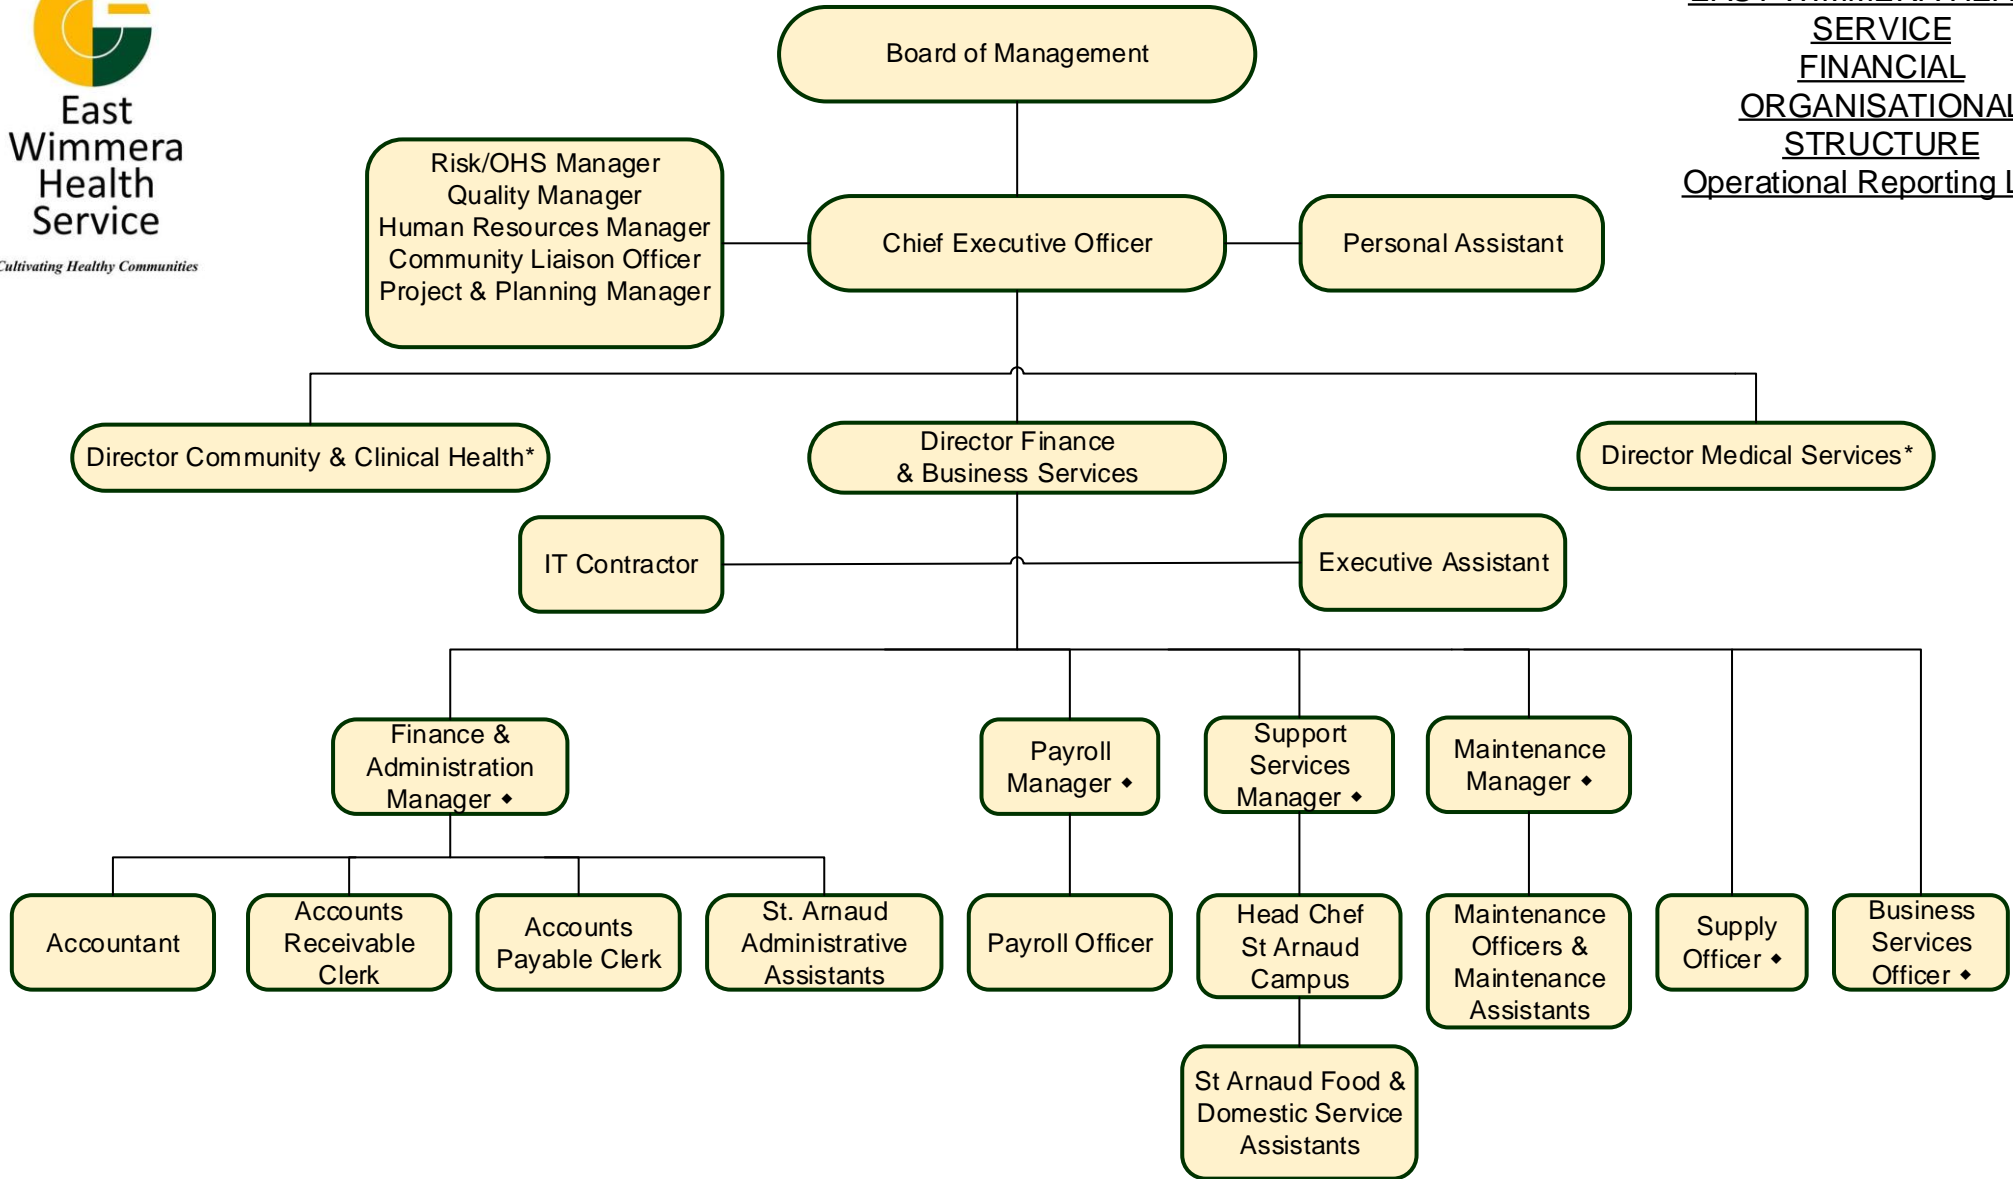 East
Wimmera
Health
Service
Cultivating Healthy Communities
SERVICE
FINANCIAL
ORGANISATIONAL
STRUCTURE
Operational Reporting
Board of Management
Risk/OHS Manager
Quality Manager
Human Resources Manager
Community Liaison Officer
Project & Planning Manager
Chief Executive Officer
Personal Assistant
Director Community & Clinical Health*
Director Finance
& Business Services
Director Medical Services*
IT Contractor
Executive Assistant
Finance &
Administration
Manager ◆
Payroll
Manager ◆
Support
Services
Manager ◆
Maintenance
Manager ◆
Accountant
Accounts
Receivable
Clerk
Accounts
Payable Clerk
St. Arnaud
Administrative
Assistants
Payroll Officer
Head Chef
St Arnaud
Campus
Maintenance
Officers &
Maintenance
Assistants
Supply
Officer ◆
Business
Services
Officer ◆
St Arnaud Food &
Domestic Service
Assistants